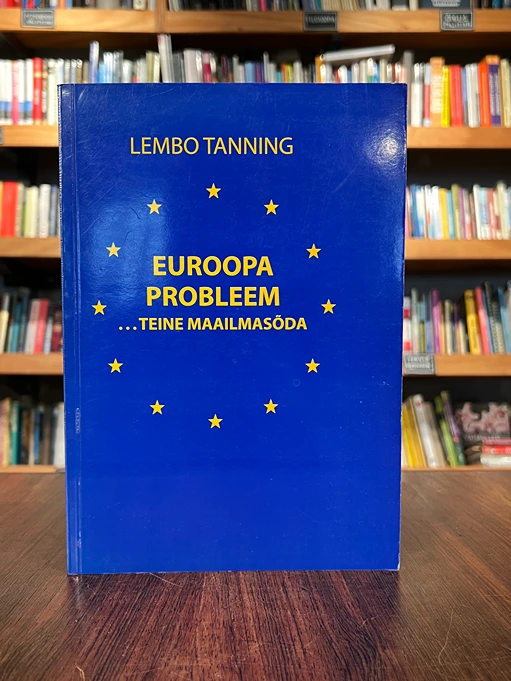 LEMBO TANNING
EUROOPA
PROBLEEM
...TEINE MAAILMASÕDA